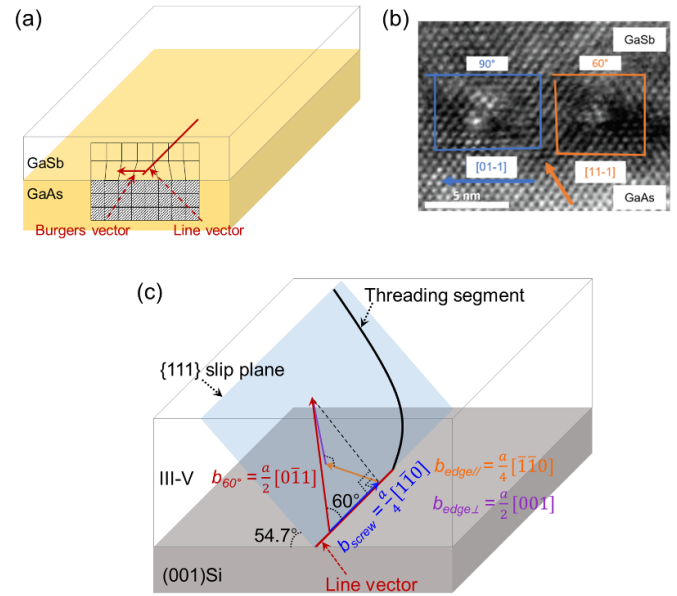 (a)
GaSb
GaAs
Burgers vector
Line vector
(b)
GaSb
90°
60°
[01-1]
[11-1]
5 nm
GaAs
(c)
Threading segment
{111} slip plane
III-V
b60° = a/2 [01̅1]
60°
bscrew = a/4 [11̅0]
bedge// = a/4 [1̅1̅0]
bedge⊥ = a/2 [001]
54.7°
(001)Si
Line vector